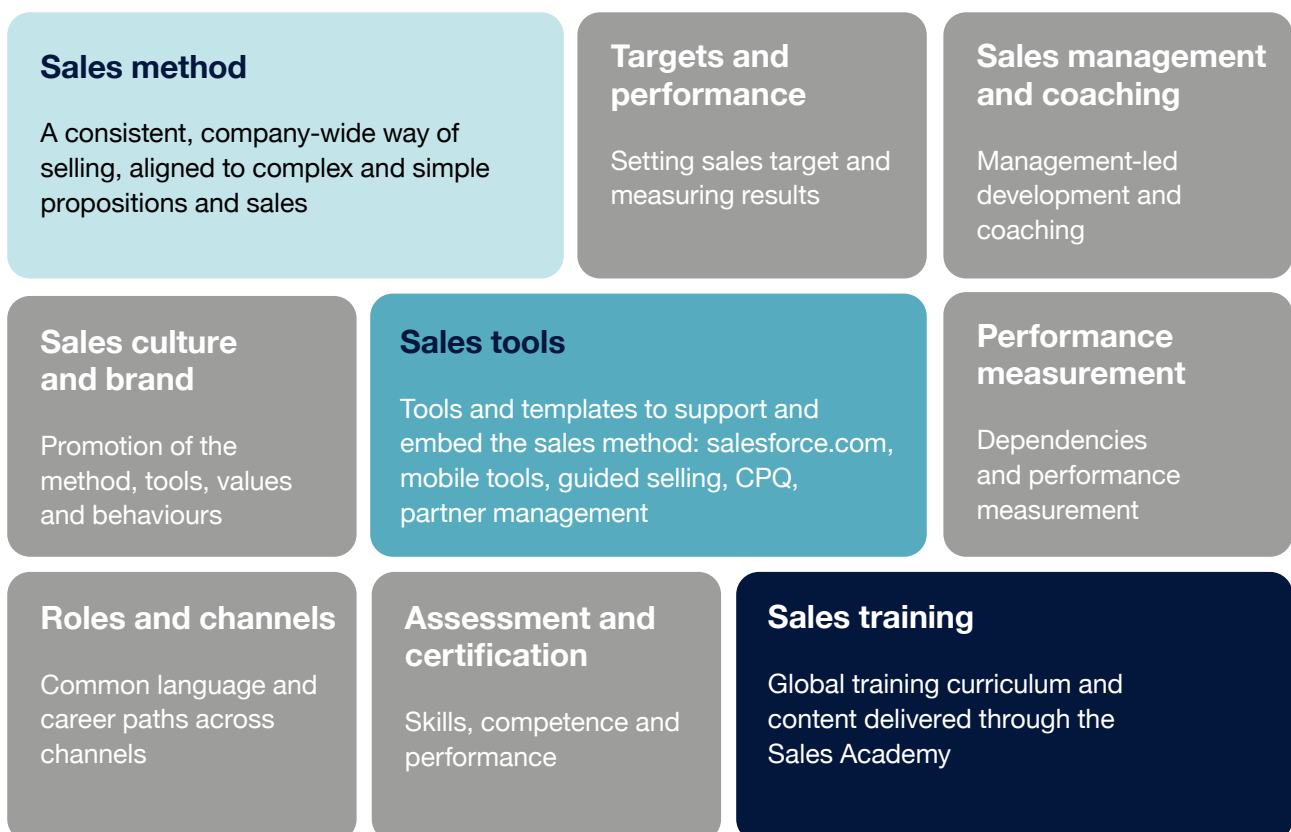 Sales method
A consistent, company-wide way of
selling, aligned to complex and simple
propositions and sales
Targets and
performance
Setting sales target and
measuring results
Sales management
and coaching
Management-led
development and
coaching
Sales culture
and brand
Promotion of the
method, tools, values
and behaviours
Sales tools
Tools and templates to support and
embed the sales method: salesforce.com,
mobile tools, guided selling, CPQ,
partner management
Performance
measurement
Dependencies
and performance
measurement
Roles and channels
Common language and
career paths across
channels
Assessment and
certification
Skills, competence and
performance
Sales training
Global training curriculum and
content delivered through the
Sales Academy